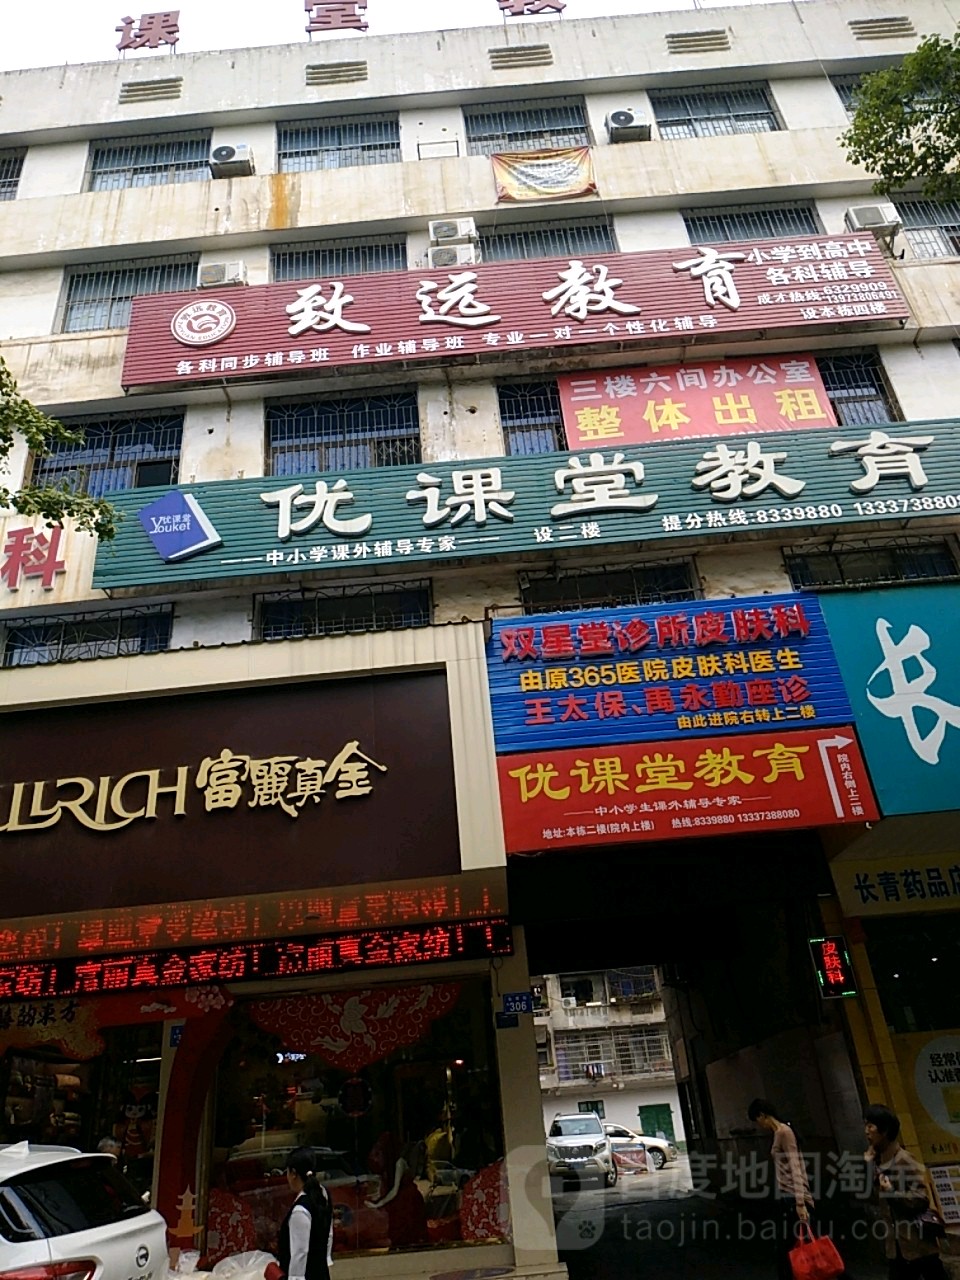 课 堂 教
致远教育
小学到高中
各科辅导
成才热线:6329909
13973806491
设本栋四楼
各科同步辅导班 作业辅导班 专业一对一个性化辅导
三楼六间办公室
整体出租
优课堂教育
优课堂
Youket
——中小学课外辅导专家——
设二楼
提分热线:8339880
科
双星堂诊所皮肤科
由原365医院皮肤科医生
王太保、禹永勤座诊
由此进院右转上二楼
优课堂教育
——中小学生课外辅导专家——
地址:本栋二楼(院内上楼) 热线:8339880 13337388080
院内右侧上二楼
长
LLRICH 富丽真金
富丽真金家纺!
长青药品店
皮肤科
306
东方
百度地图淘金
taojin.baidu.com